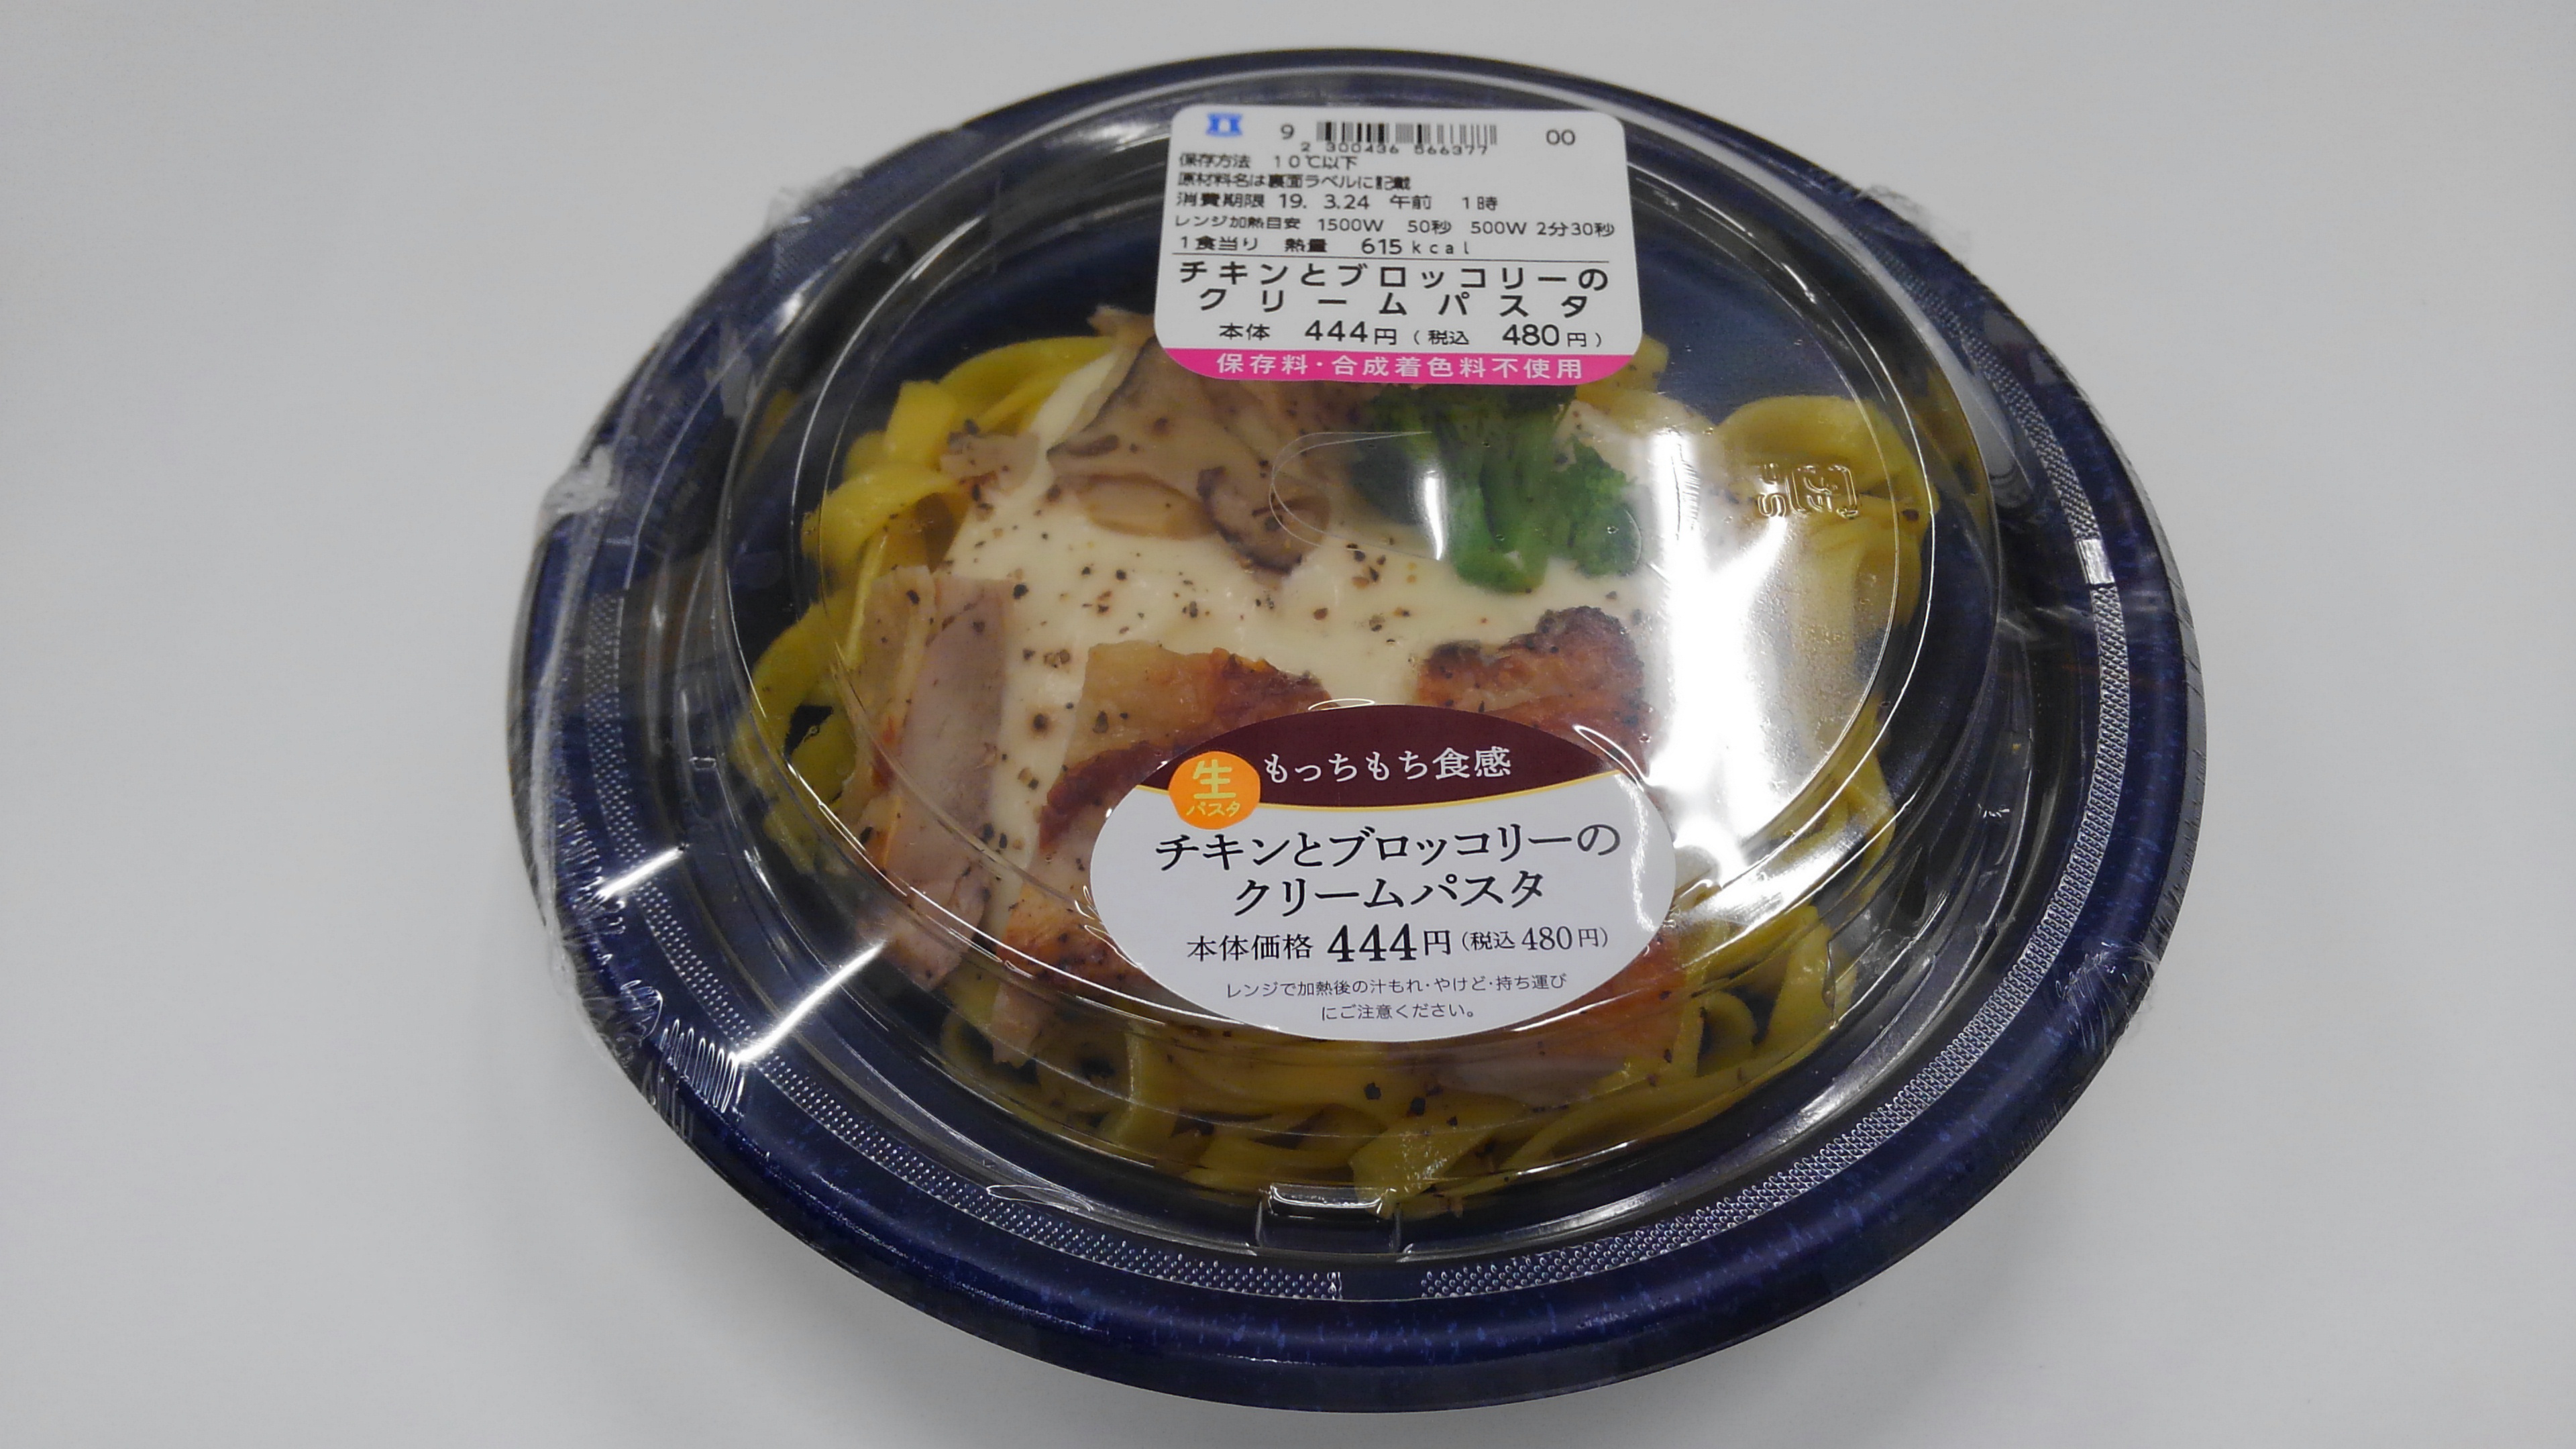 9 00
2 300436 566377
保存方法 10℃以下
原材料名は裏面ラベルに記載
消費期限 19. 3.24 午前 1時
レンジ加熱目安 1500W 50秒 500W 2分30秒
1食当り 熱量 615kcal
チキンとブロッコリーの
クリームパスタ
本体 444円(税込 480円)
保存料・合成着色料不使用
プラ
PS
もっちもち食感
生
パスタ
チキンとブロッコリーの
クリームパスタ
本体価格 444円(税込480円)
レンジで加熱後の汁もれ・やけど・持ち運び
にご注意ください。